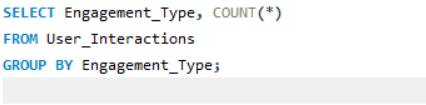 SELECT Engagement_Type, COUNT(*)
FROM User_Interactions
GROUP BY Engagement_Type;